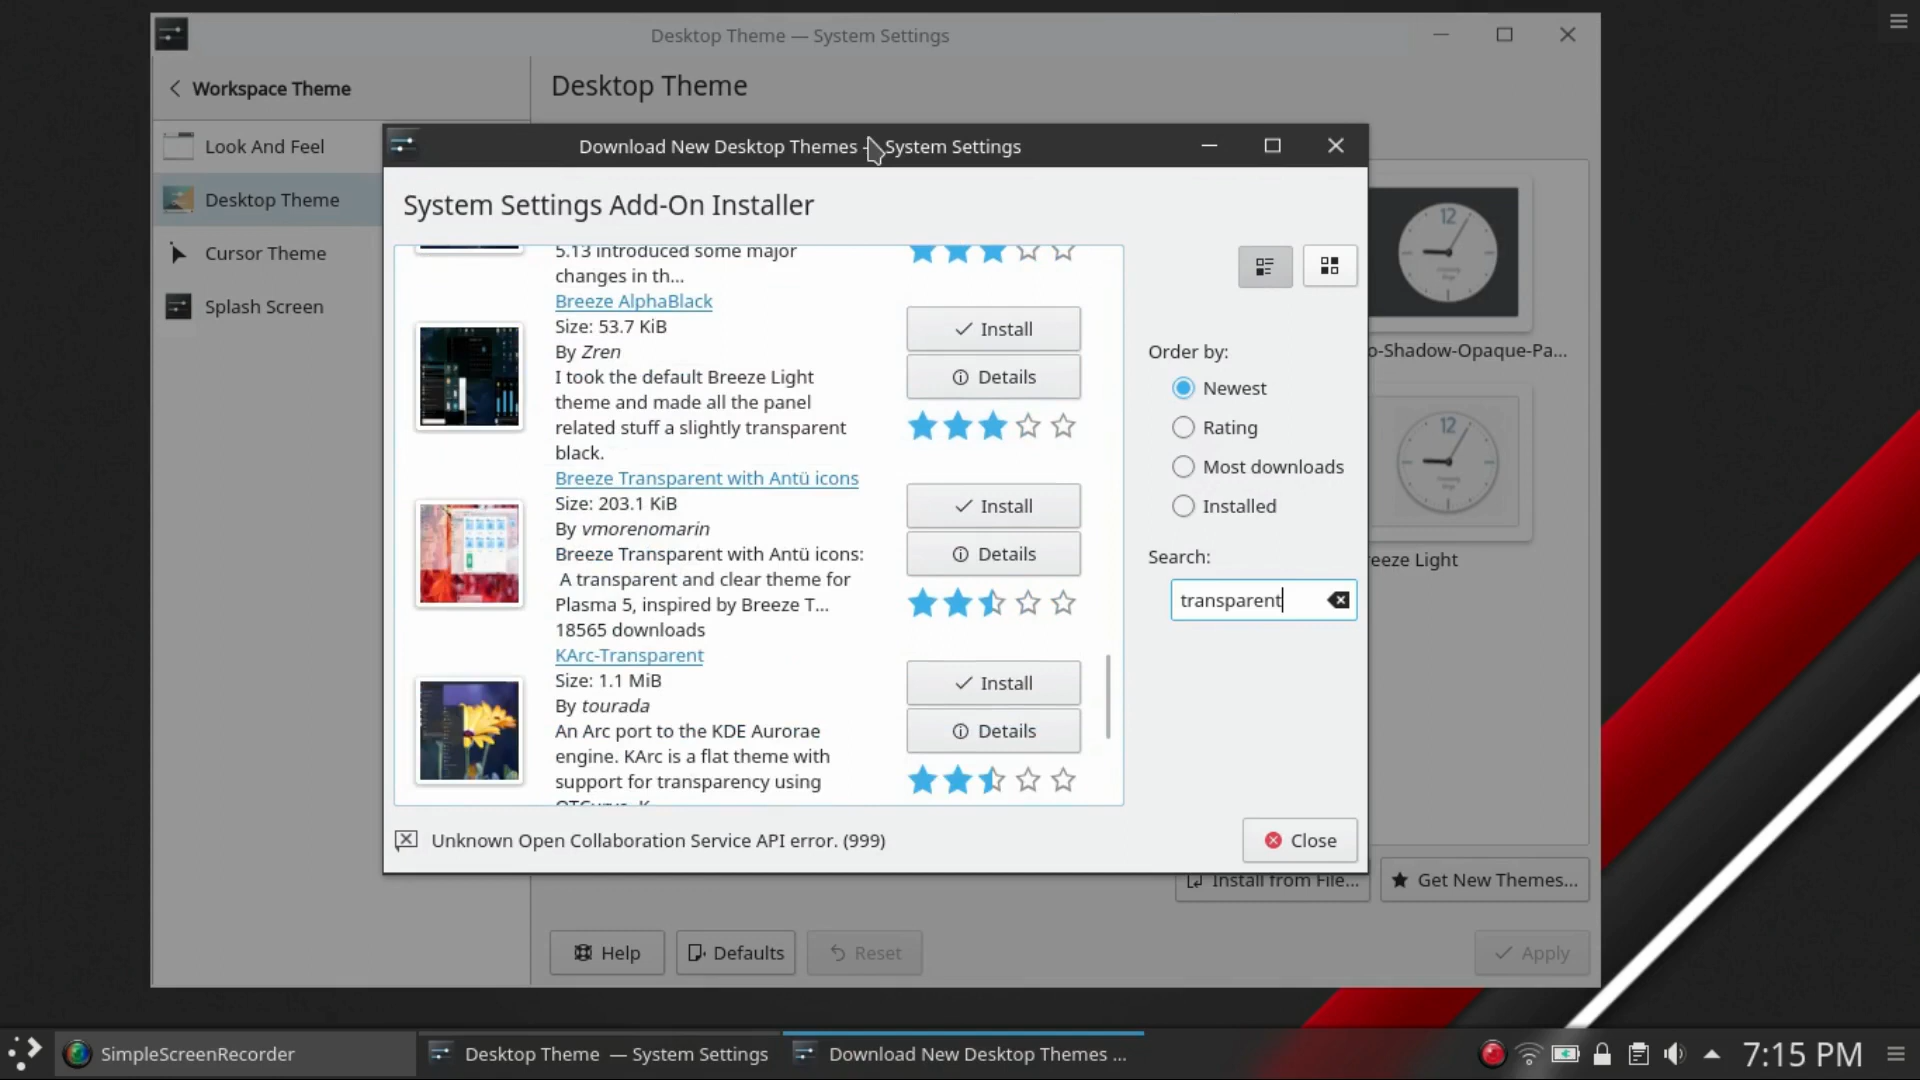 Desktop Theme — System Settings
Workspace Theme
Desktop Theme
Look And Feel
Desktop Theme
Cursor Theme
Splash Screen
Download New Desktop Themes — System Settings
System Settings Add-On Installer
5.13 introduced some major
changes in th...
Breeze AlphaBlack
Size: 53.7 KiB
By Zren
I took the default Breeze Light
theme and made all the panel
related stuff a slightly transparent
black.
Install
Details
Breeze Transparent with Antü icons
Size: 203.1 KiB
By vmorenomarin
Breeze Transparent with Antü icons:
A transparent and clear theme for
Plasma 5, inspired by Breeze T...
18565 downloads
Install
Details
KArc-Transparent
Size: 1.1 MiB
By tourada
An Arc port to the KDE Aurorae
engine. KArc is a flat theme with
support for transparency using
Install
Details
Order by:
Newest
Rating
Most downloads
Installed
Search:
transparent
12
o-Shadow-Opaque-Pa...
12
reeze Light
Unknown Open Collaboration Service API error. (999)
Close
Install from File...
Get New Themes...
Help
Defaults
Reset
Apply
SimpleScreenRecorder
Desktop Theme — System Settings
Download New Desktop Themes ...
7:15 PM